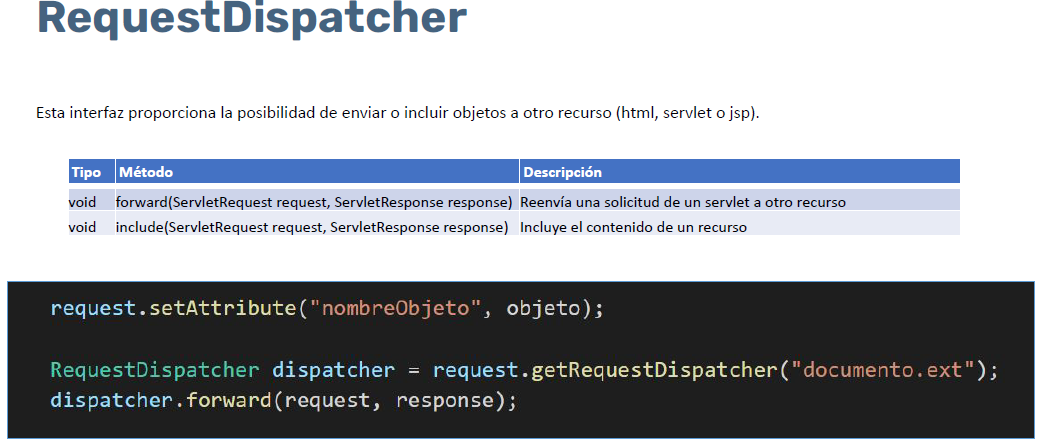 RequestDispatcher
Esta interfaz proporciona la posibilidad de enviar o incluir objetos a otro recurso (html, servlet o jsp).
Tipo Método Descripción
void forward(ServletRequest request, ServletResponse response) Reenvía una solicitud de un servlet a otro recurso
void include(ServletRequest request, ServletResponse response) Incluye el contenido de un recurso
request.setAttribute("nombreObjeto", objeto);
RequestDispatcher dispatcher = request.getRequestDispatcher("documento.ext");
dispatcher.forward(request, response);